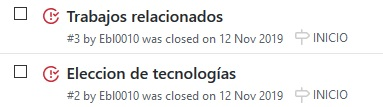 Trabajos relacionados
#3 by Ebl0010 was closed on 12 Nov 2019 INICIO
Eleccion de tecnologías
#2 by Ebl0010 was closed on 12 Nov 2019 INICIO